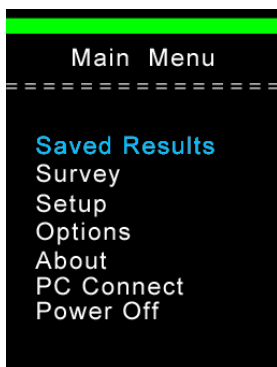 Main Menu
===============
Saved Results
Survey
Setup
Options
About
PC Connect
Power Off